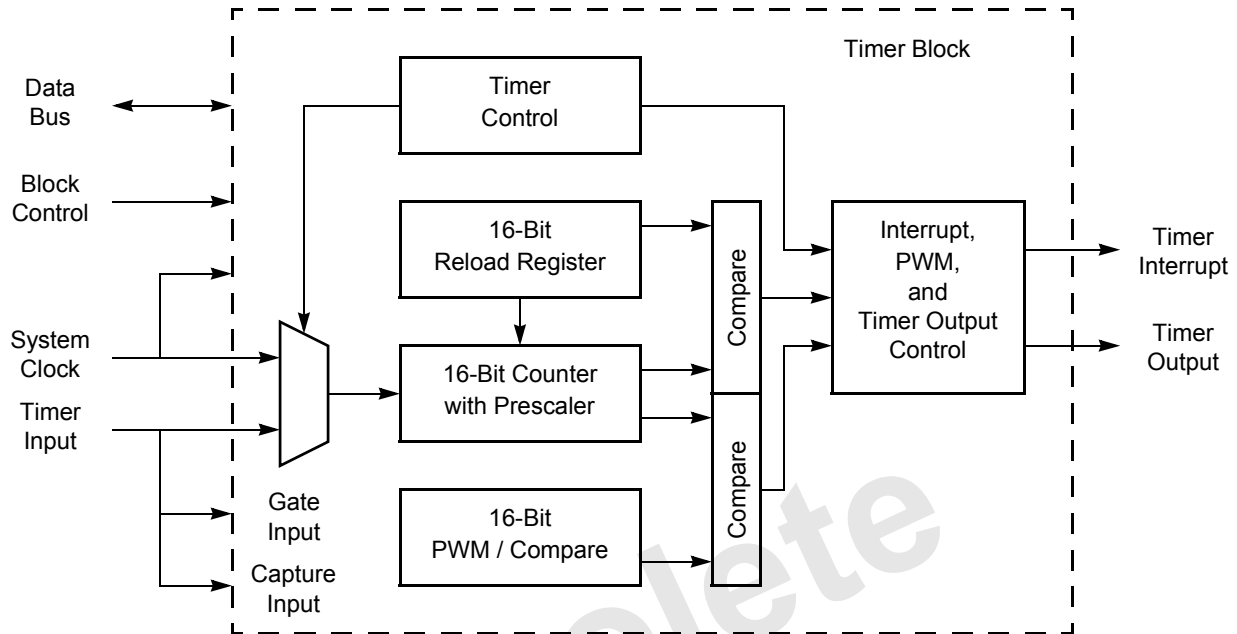 Timer Block
Data
Bus
Timer
Control
Block
Control
16-Bit
Reload Register
Compare
Interrupt,
PWM,
and
Timer Output
Control
Timer
Interrupt
System
Clock
16-Bit Counter
with Prescaler
Timer
Output
Timer
Input
Compare
Gate
Input
16-Bit
PWM / Compare
Capture
Input